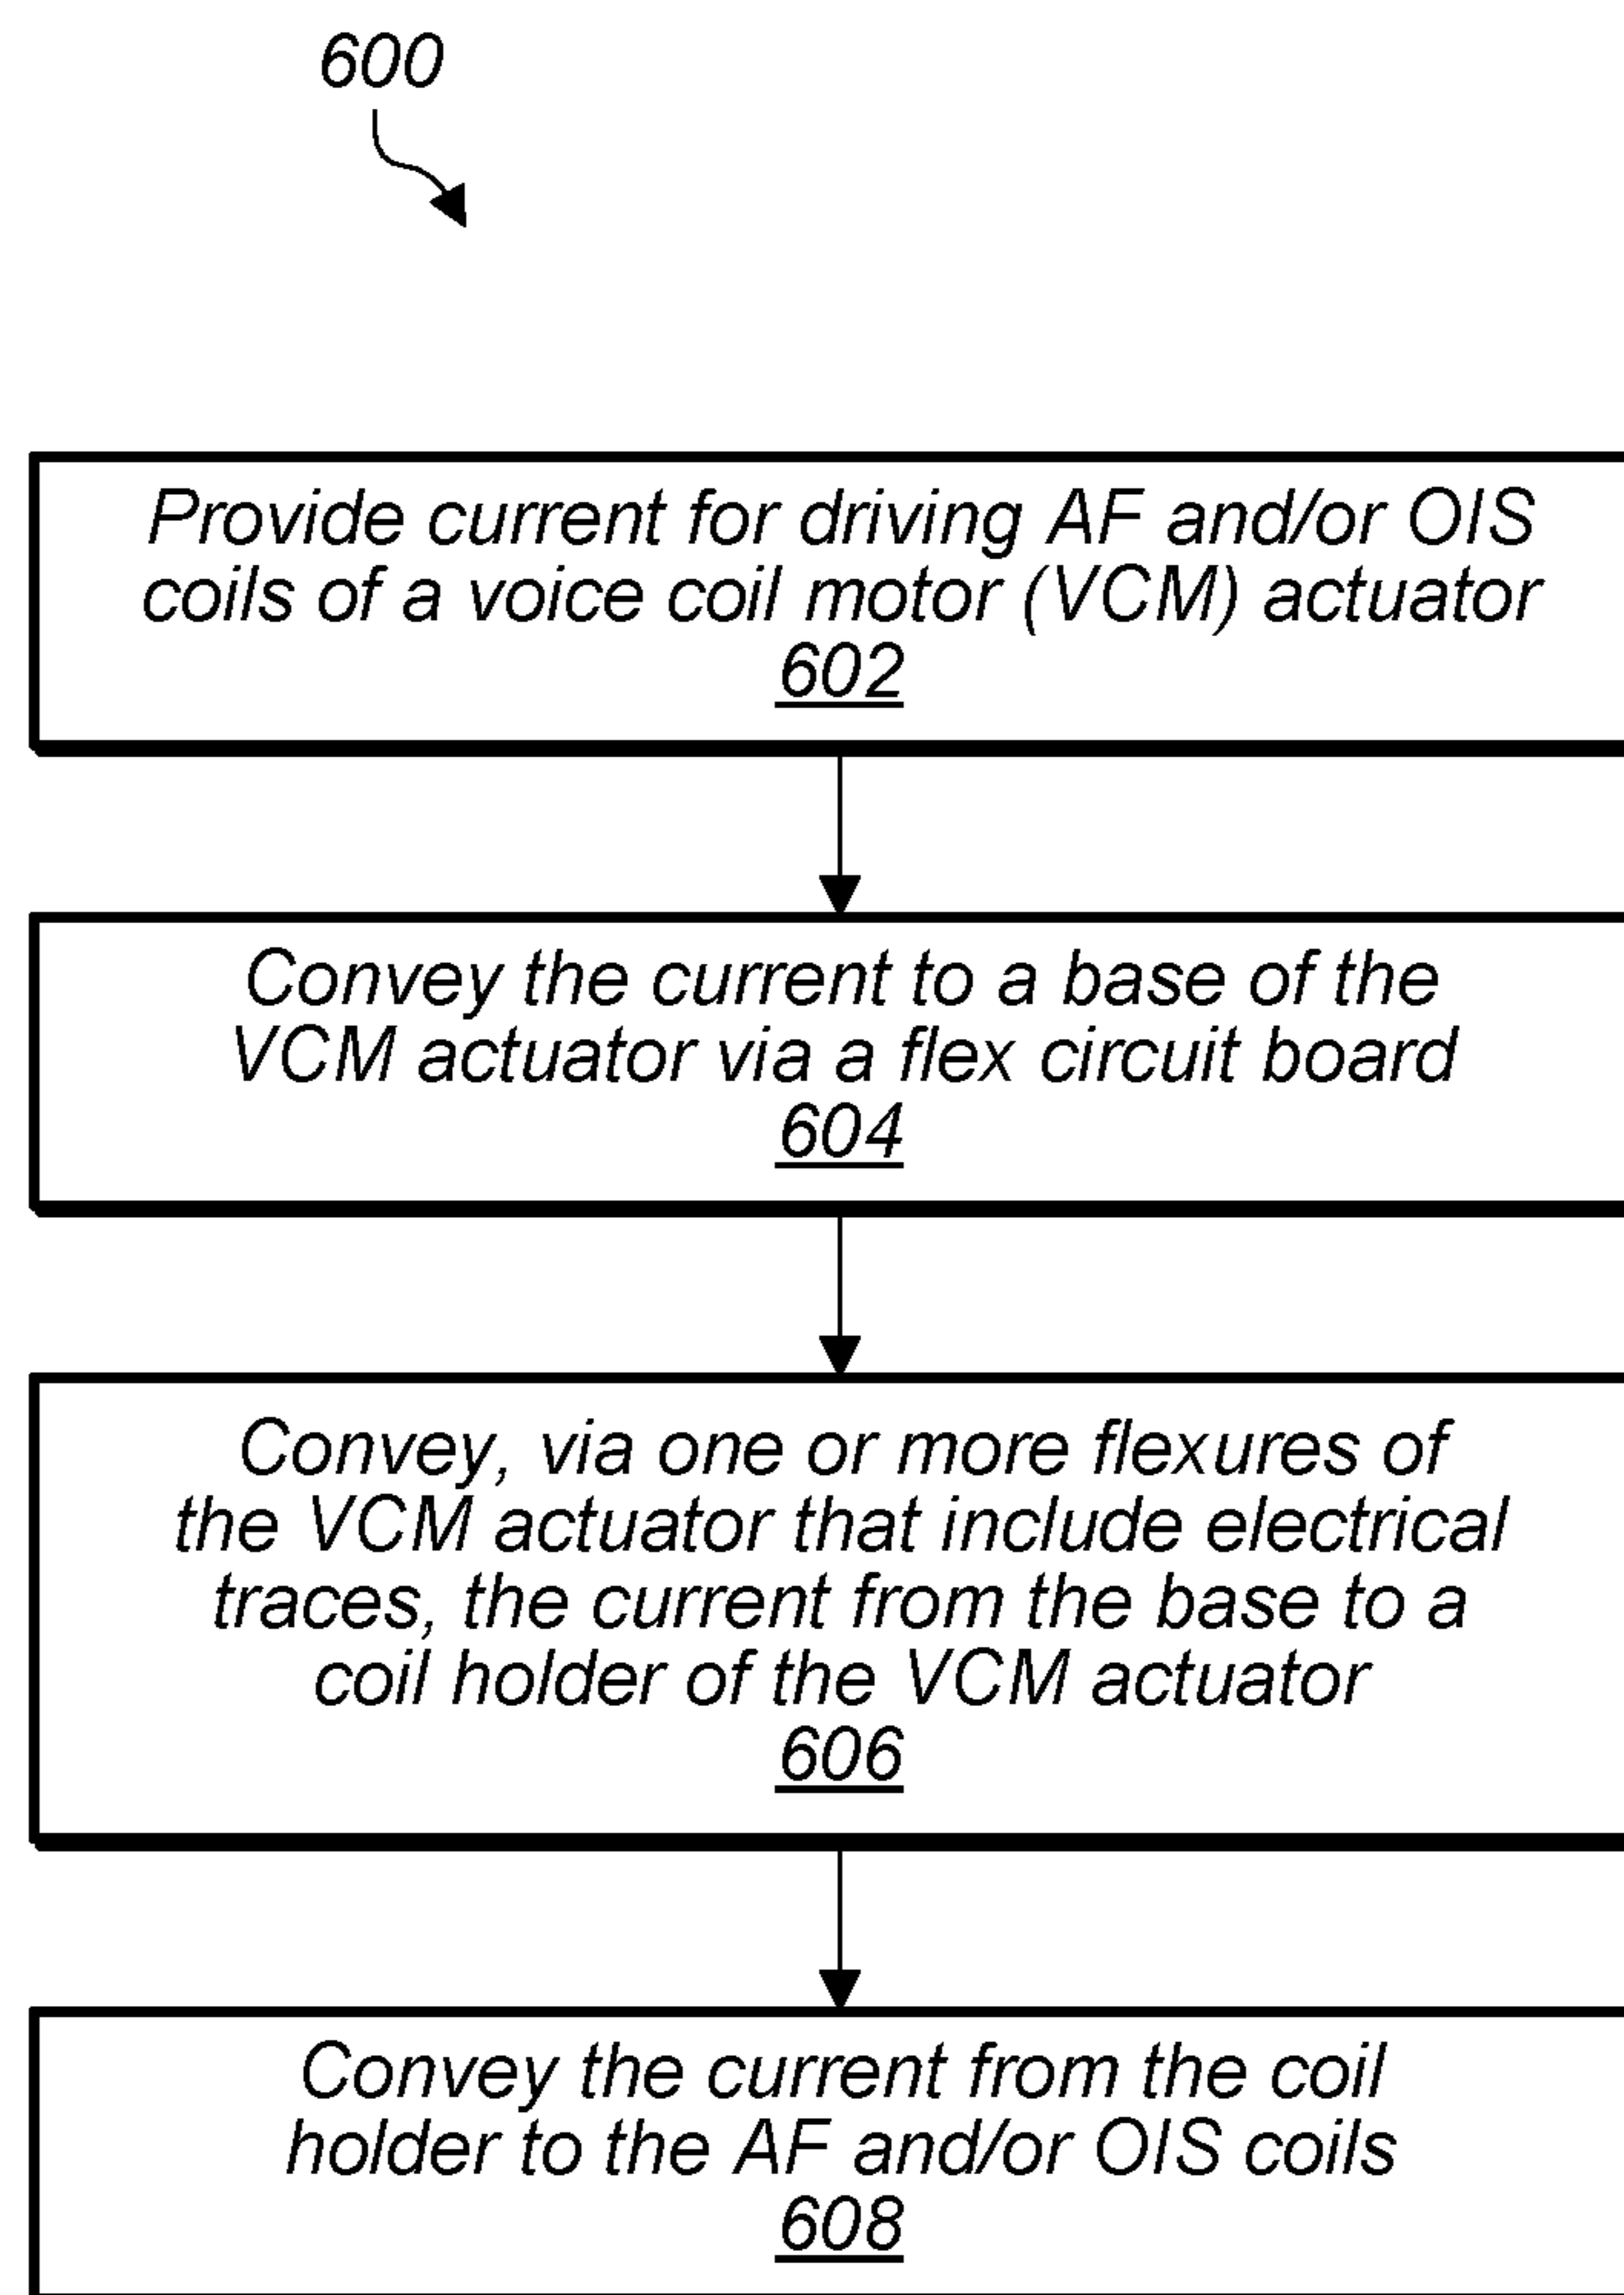 600
Provide current for driving AF and/or OIS
coils of a voice coil motor (VCM) actuator
602
Convey the current to a base of the
VCM actuator via a flex circuit board
604
Convey, via one or more flexures of
the VCM actuator that include electrical
traces, the current from the base to a
coil holder of the VCM actuator
606
Convey the current from the coil
holder to the AF and/or OIS coils
608